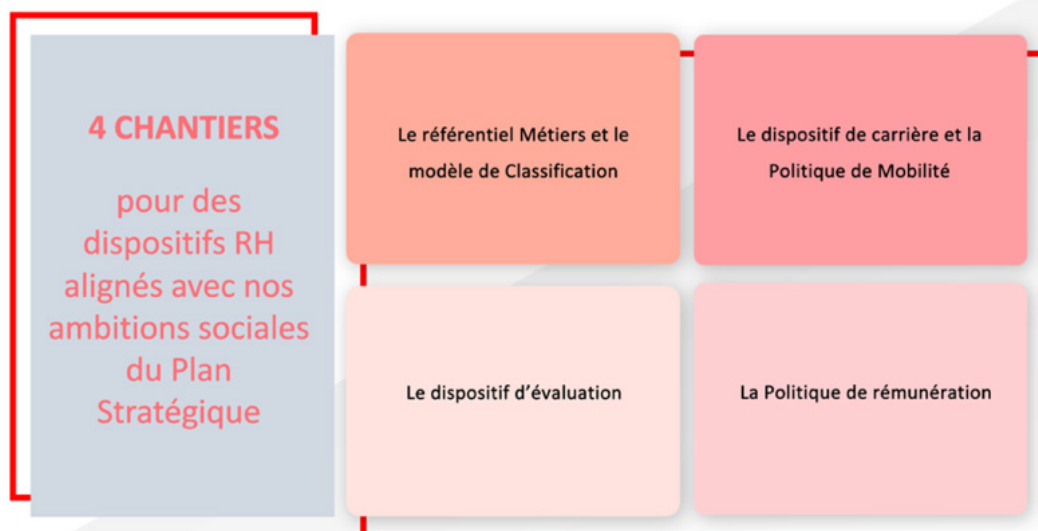 4 CHANTIERS
pour des
dispositifs RH
alignés avec nos
ambitions sociales
du Plan
Stratégique
Le référentiel Métiers et le
modèle de Classification
Le dispositif de carrière et la
Politique de Mobilité
Le dispositif d’évaluation
La Politique de rémunération